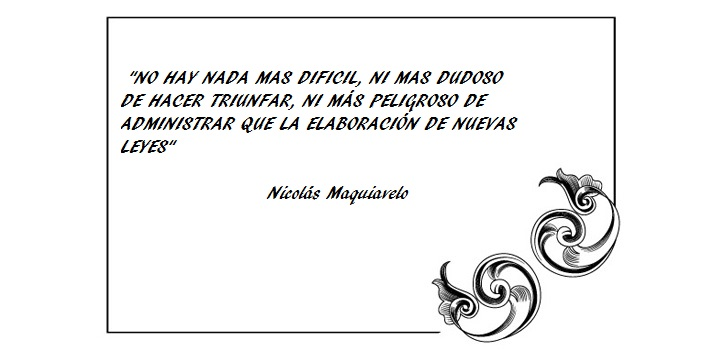 "NO HAY NADA MAS DIFICIL, NI MAS DUDOSO
DE HACER TRIUNFAR, NI MÁS PELIGROSO DE
ADMINISTRAR QUE LA ELABORACIÓN DE NUEVAS
LEYES"
Nicolás Maquiavelo